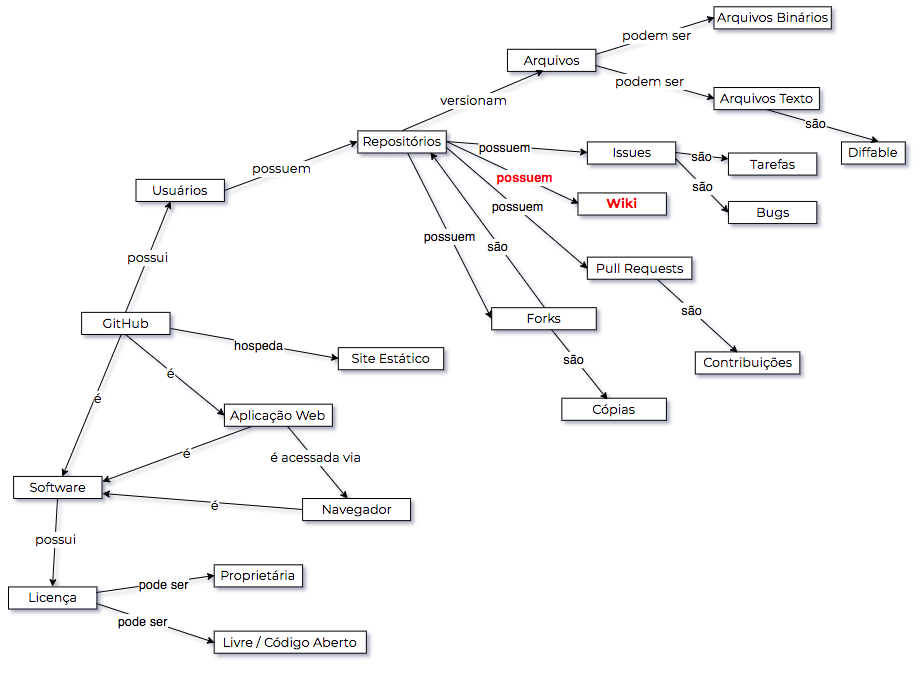 Arquivos Binários
podem ser
Arquivos
podem ser
versionam
Arquivos Texto
são
Repositórios
possuem
Issues
são
Diffable
Tarefas
possuem
possuem
são
Usuários
Wiki
Bugs
possuem
possuem
são
possui
Pull Requests
são
GitHub
Forks
hospeda
Site Estático
são
Contribuições
é
é
Aplicação Web
Cópias
é
é acessada via
Software
é
Navegador
possui
Proprietária
pode ser
Licença
pode ser
Livre / Código Aberto